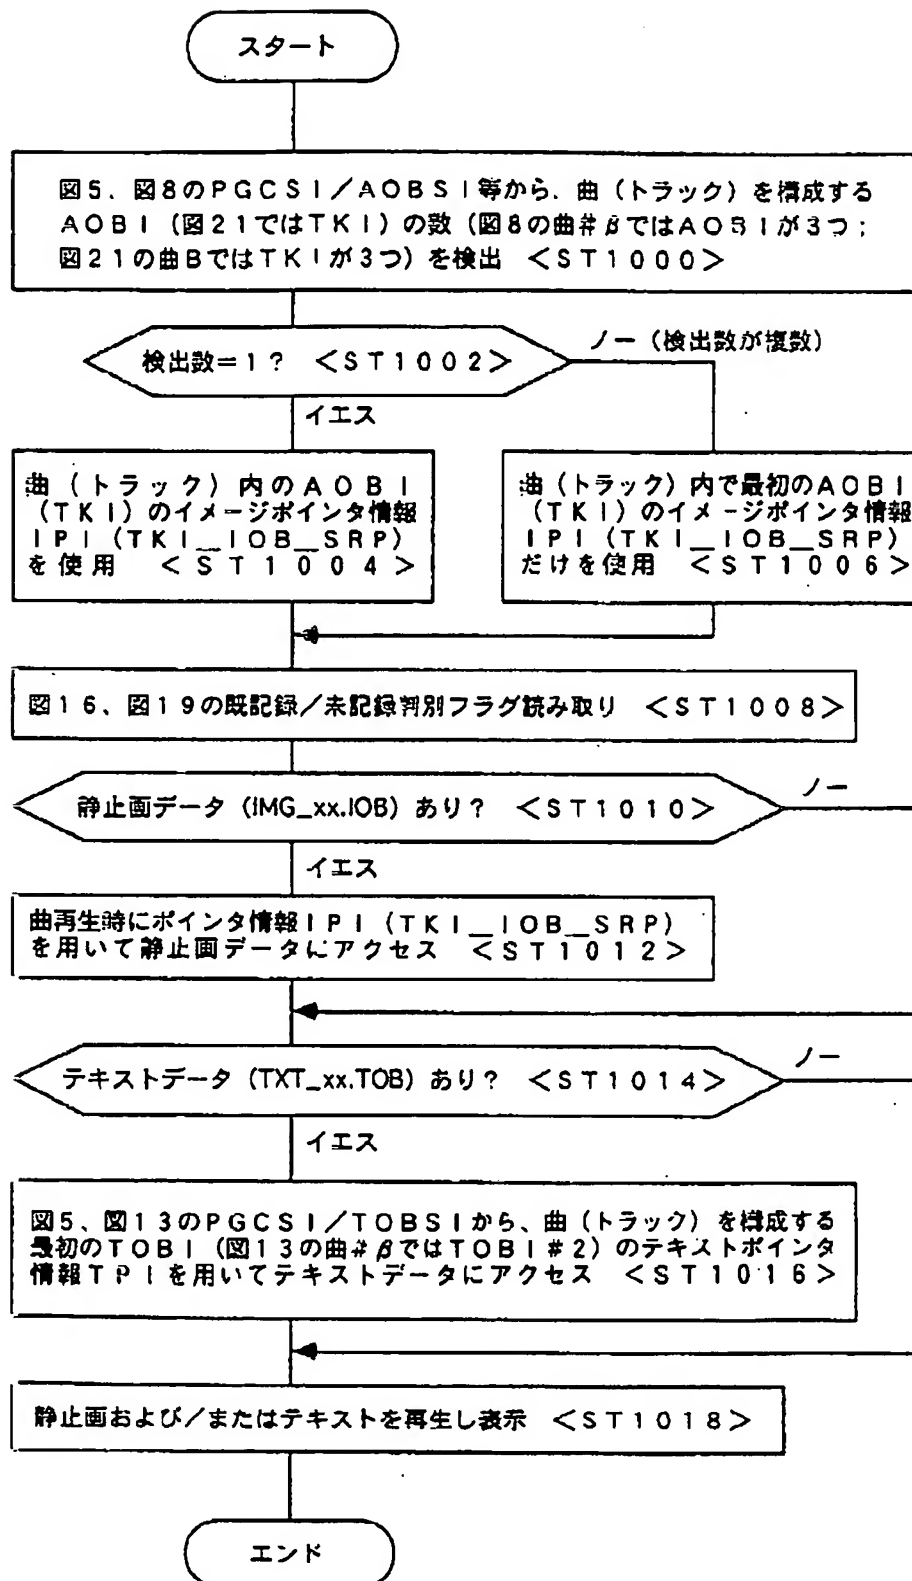 スタート
図5、図8のPGCSI/AOBSI等から、曲(トラック)を構成する
AOBI(図21ではTKI)の数(図8の曲#βではAOBIが3つ;
図21の曲BではTKIが3つ)を検出 <ST1000>
検出数=1? <ST1002>
ノー(検出数が複数)
イエス
曲(トラック)内のAOBI
(TKI)のイメージポインタ情報
IPI(TKI_IOB_SRP)
を使用 <ST1004>
曲(トラック)内で最初のAOBI
(TKI)のイメージポインタ情報
IPI(TKI_IOB_SRP)
だけを使用 <ST1006>
図16、図19の既記録/未記録判別フラグ読み取り <ST1008>
静止画データ(IMG_xx.IOB)あり? <ST1010>
ノー
イエス
曲再生時にポインタ情報IPI(TKI_IOB_SRP)
を用いて静止画データにアクセス <ST1012>
テキストデータ(TXT_xx.TOB)あり? <ST1014>
ノー
イエス
図5、図13のPGCSI/TOBSIから、曲(トラック)を構成する
最初のTOBI(図13の曲#βではTOBI#2)のテキストポインタ
情報TPIを用いてテキストデータにアクセス <ST1016>
静止画および/またはテキストを再生し表示 <ST1018>
エンド